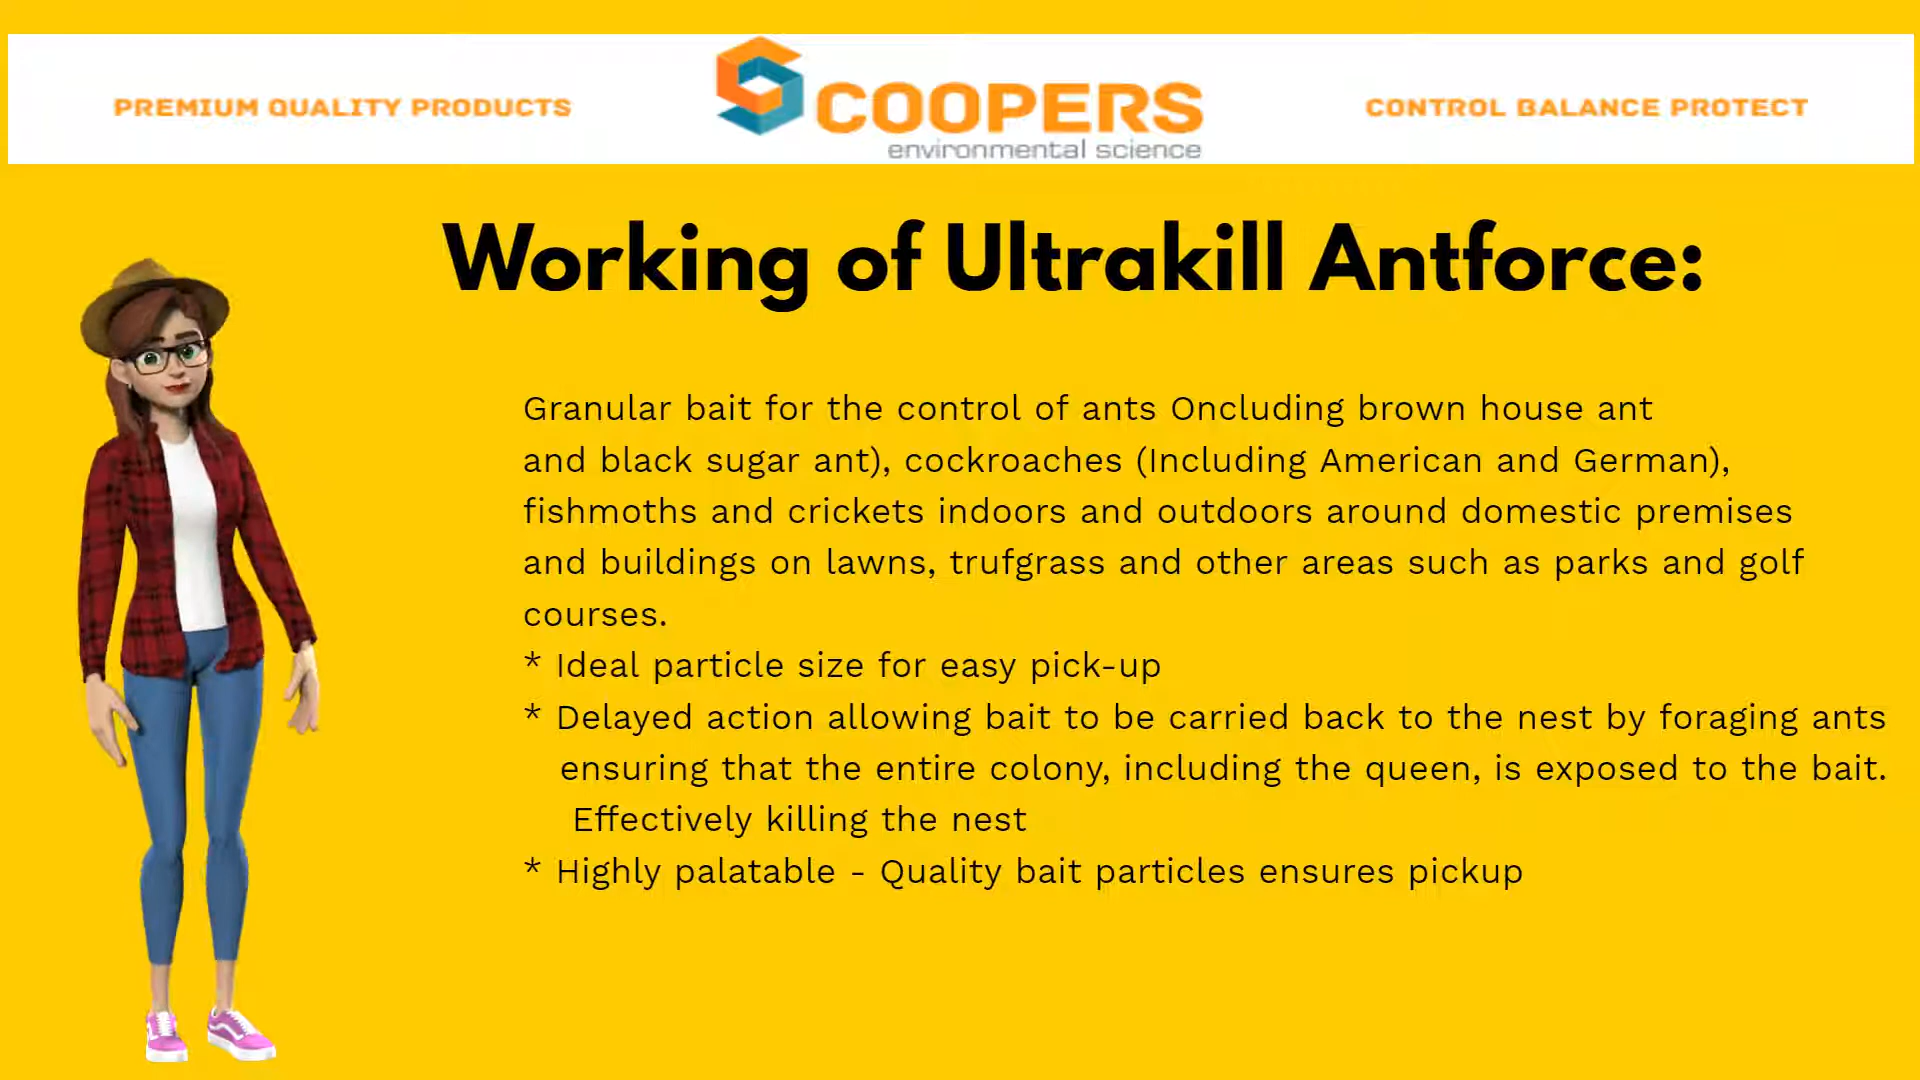 PREMIUM QUALITY PRODUCTS
COOPERS
environmental science
CONTROL BALANCE PROTECT
Working of Ultrakill Antforce:
Granular bait for the control of ants Oncluding brown house ant
and black sugar ant), cockroaches (Including American and German),
fishmoths and crickets indoors and outdoors around domestic premises
and buildings on lawns, trufgrass and other areas such as parks and golf
courses.
* Ideal particle size for easy pick-up
* Delayed action allowing bait to be carried back to the nest by foraging ants
ensuring that the entire colony, including the queen, is exposed to the bait.
Effectively killing the nest
* Highly palatable - Quality bait particles ensures pickup